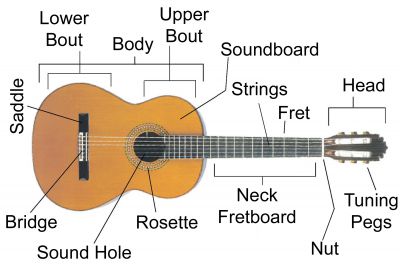 Lower
Bout
Body
Upper
Bout
Soundboard
Strings
Head
Fret
Saddle
Bridge
Sound Hole
Rosette
Neck
Fretboard
Nut
Tuning
Pegs